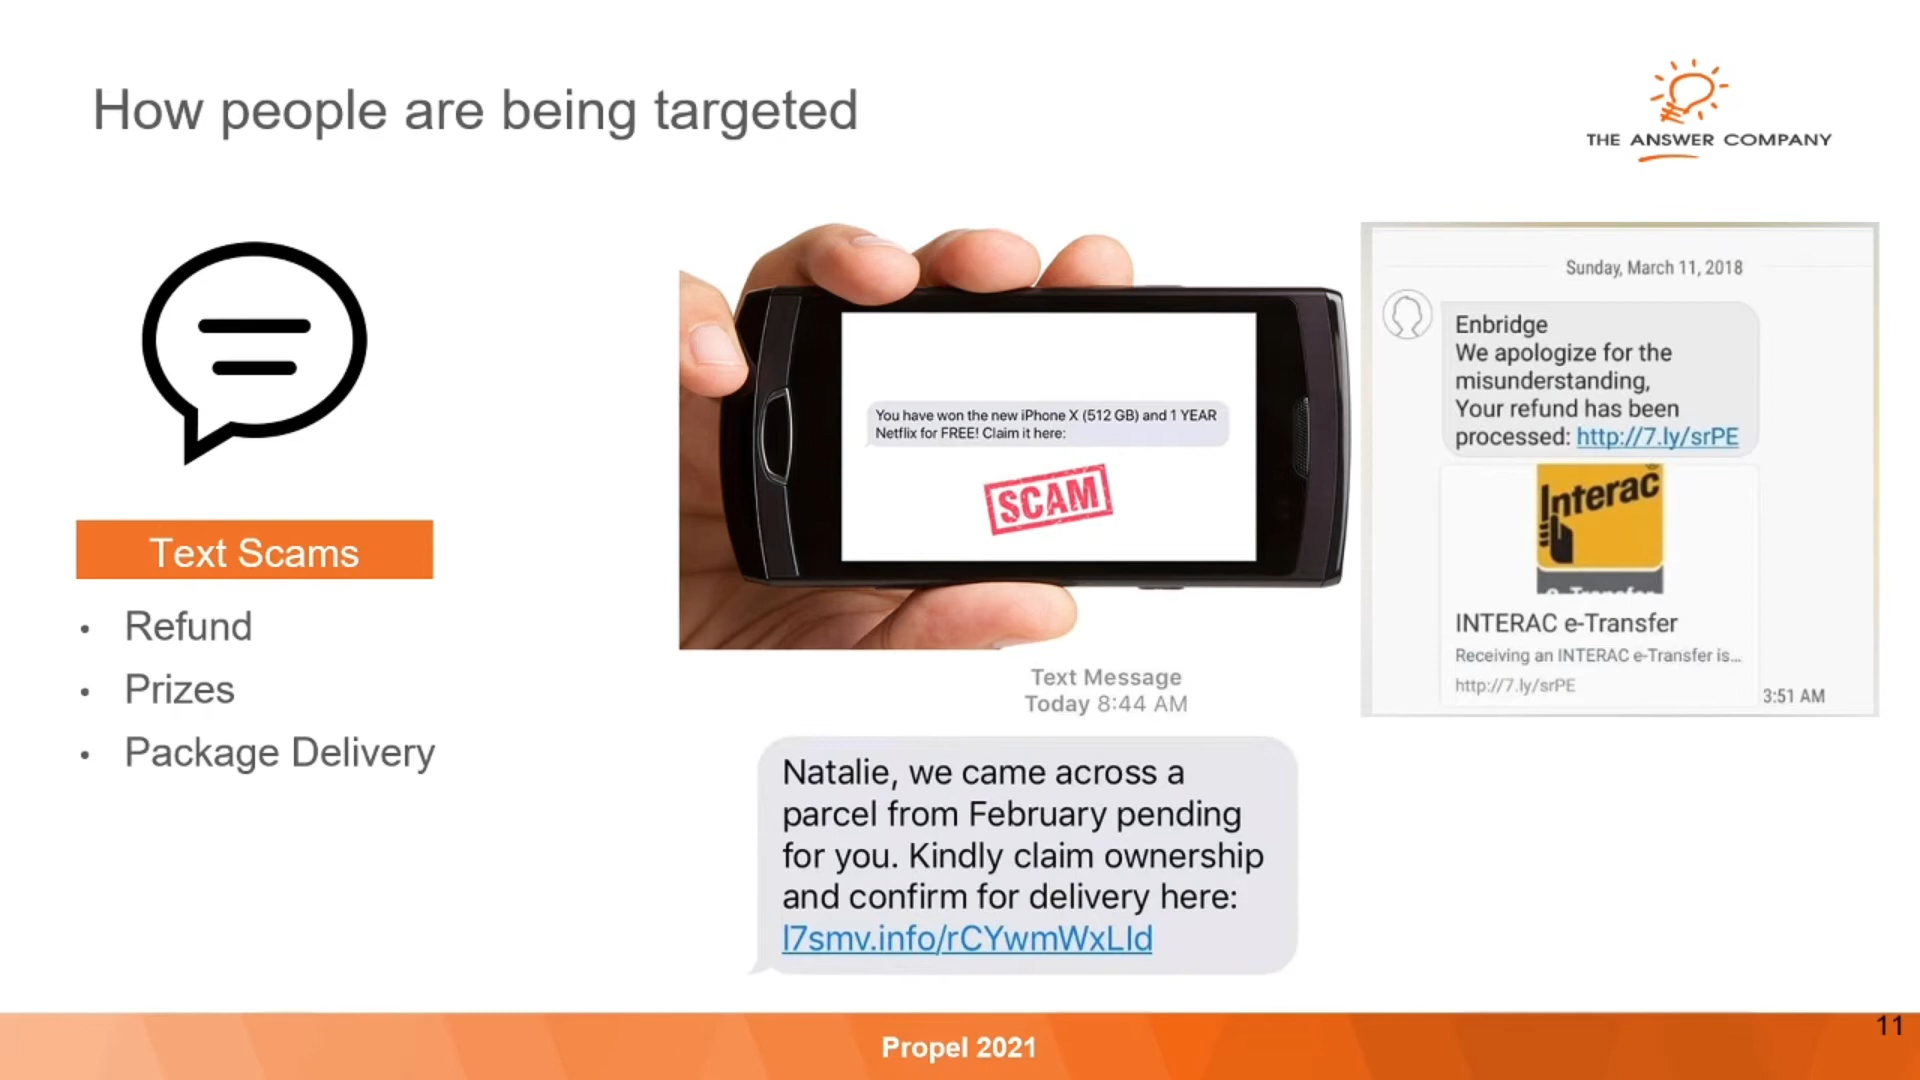 How people are being targeted
THE ANSWER COMPANY
Text Scams
• Refund
• Prizes
• Package Delivery
You have won the new iPhone X (512 GB) and 1 YEAR
Netflix for FREE! Claim it here:
SCAM
Sunday, March 11, 2018
Enbridge
We apologize for the
misunderstanding,
Your refund has been
processed: http://7.ly/srPE
Interac
e-Transfer
INTERAC e-Transfer
Receiving an INTERAC e-Transfer is...
http://7.ly/srPE
3:51 AM
Text Message
Today 8:44 AM
Natalie, we came across a
parcel from February pending
for you. Kindly claim ownership
and confirm for delivery here:
l7smv.info/rCYwmWxLld
Propel 2021
11